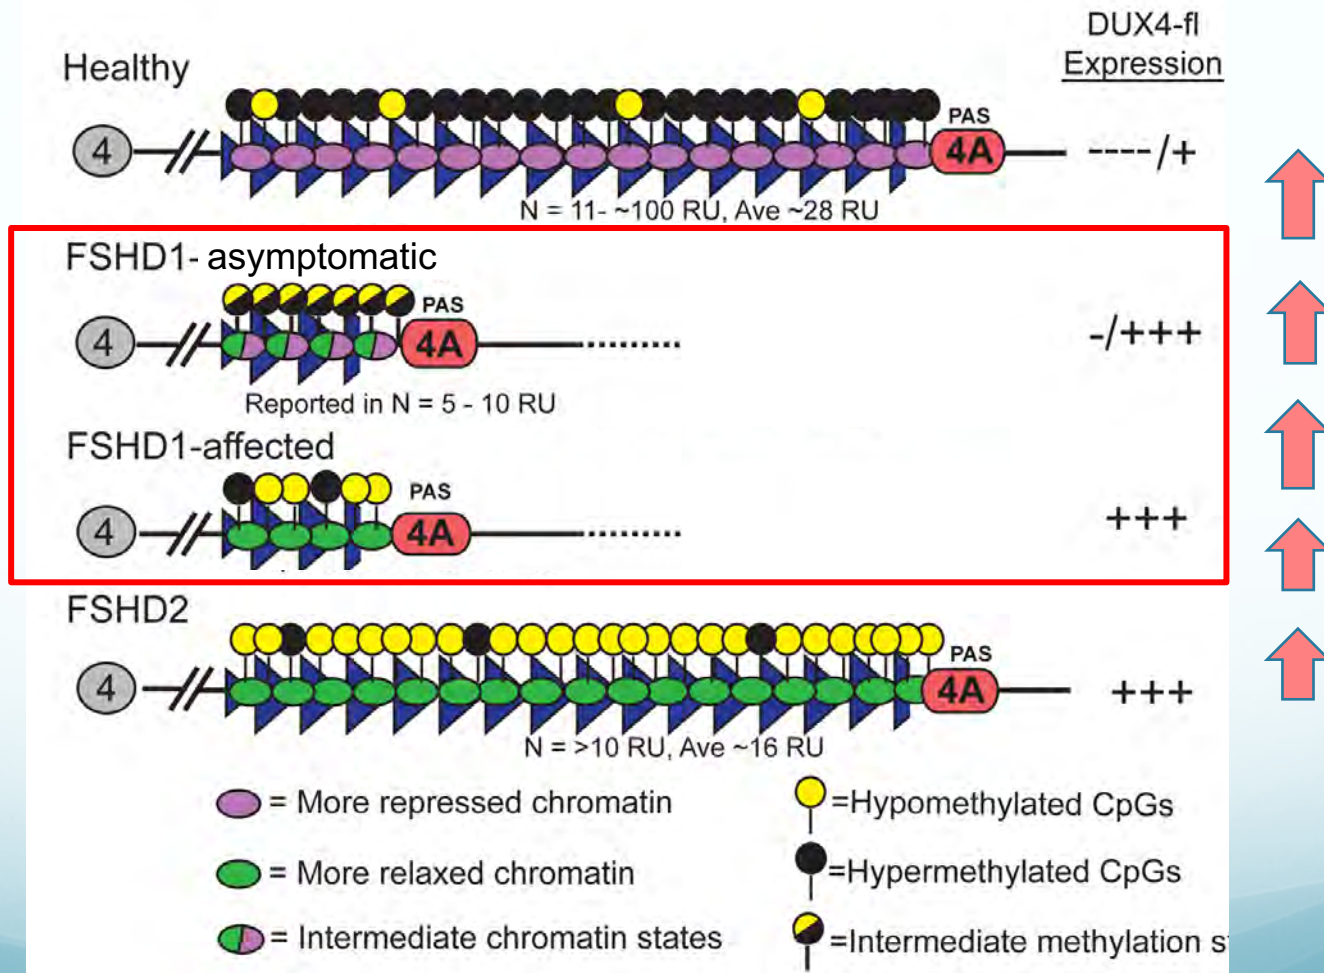 DUX4-fl
Expression
Healthy
PAS
4
4A
----/+
N = 11- ~100 RU, Ave ~28 RU
FSHD1- asymptomatic
PAS
4
4A
-/+++
Reported in N = 5 - 10 RU
FSHD1-affected
PAS
4
4A
+++
FSHD2
PAS
4
4A
+++
N = >10 RU, Ave ~16 RU
= More repressed chromatin
=Hypomethylated CpGs
= More relaxed chromatin
=Hypermethylated CpGs
= Intermediate chromatin states
=Intermediate methylation